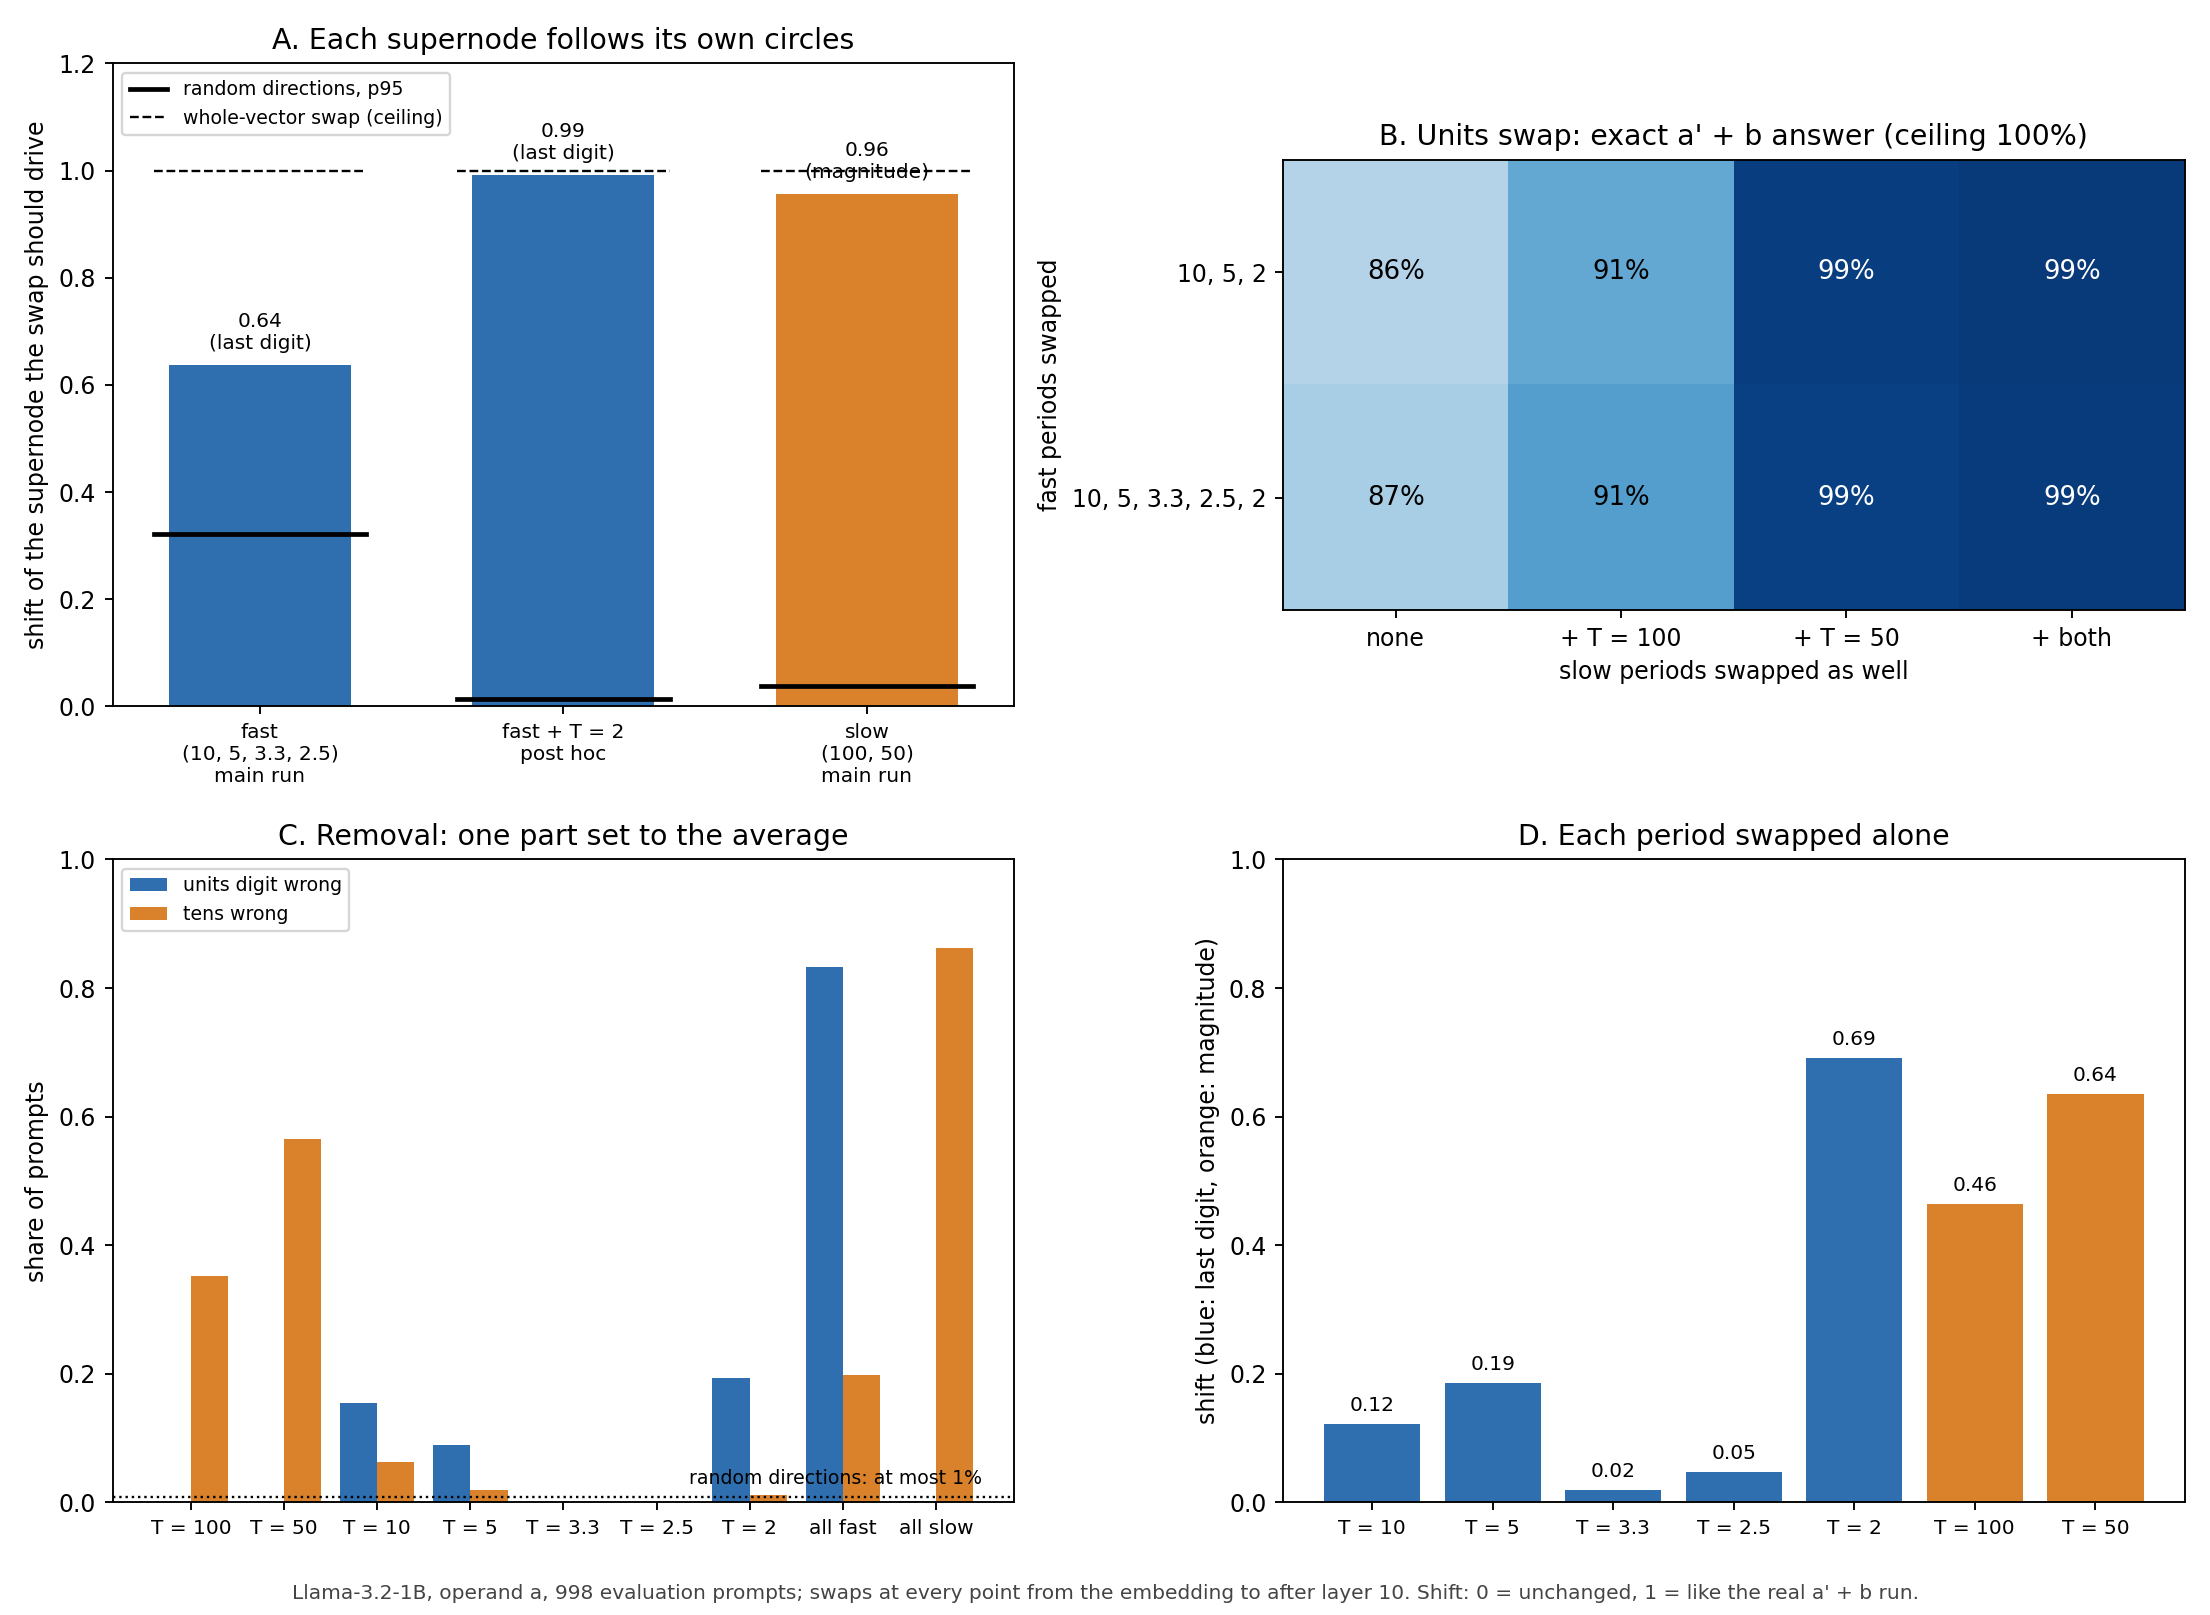 A. Each supernode follows its own circles
random directions, p95
whole-vector swap (ceiling)
shift of the supernode the swap should drive
1.2
1.0
0.8
0.6
0.4
0.2
0.0
0.64
(last digit)
0.99
(last digit)
0.96
(magnitude)
fast
(10, 5, 3.3, 2.5)
main run
fast + T = 2
post hoc
slow
(100, 50)
main run
B. Units swap: exact a' + b answer (ceiling 100%)
fast periods swapped
10, 5, 2
86%
91%
99%
99%
10, 5, 3.3, 2.5, 2
87%
91%
99%
99%
none
+ T = 100
+ T = 50
+ both
slow periods swapped as well
C. Removal: one part set to the average
units digit wrong
tens wrong
share of prompts
1.0
0.8
0.6
0.4
0.2
0.0
random directions: at most 1%
T = 100
T = 50
T = 10
T = 5
T = 3.3
T = 2.5
T = 2
all fast
all slow
D. Each period swapped alone
shift (blue: last digit, orange: magnitude)
1.0
0.8
0.6
0.4
0.2
0.0
0.12
0.19
0.02
0.05
0.69
0.46
0.64
T = 10
T = 5
T = 3.3
T = 2.5
T = 2
T = 100
T = 50
Llama-3.2-1B, operand a, 998 evaluation prompts; swaps at every point from the embedding to after layer 10. Shift: 0 = unchanged, 1 = like the real a' + b run.